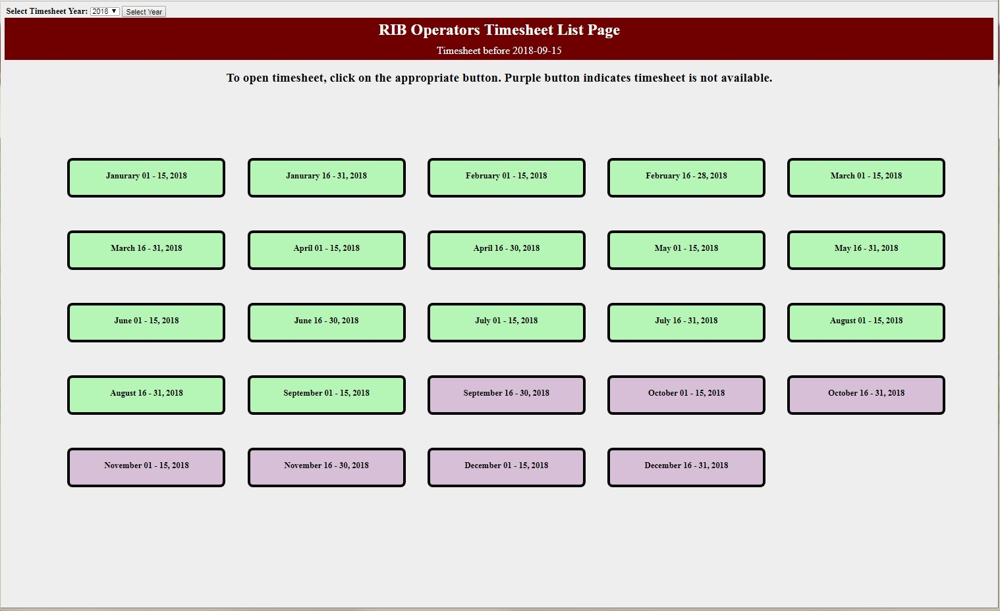 Select Timesheet Year: 2018 Select Year
RIB Operators Timesheet List Page
Timesheet before 2018-09-15
To open timesheet, click on the appropriate button. Purple button indicates timesheet is not available.
Janurary 01 - 15, 2018 Janurary 16 - 31, 2018 February 01 - 15, 2018 February 16 - 28, 2018 March 01 - 15, 2018
March 16 - 31, 2018 April 01 - 15, 2018 April 16 - 30, 2018 May 01 - 15, 2018 May 16 - 31, 2018
June 01 - 15, 2018 June 16 - 30, 2018 July 01 - 15, 2018 July 16 - 31, 2018 August 01 - 15, 2018
August 16 - 31, 2018 September 01 - 15, 2018 September 16 - 30, 2018 October 01 - 15, 2018 October 16 - 31, 2018
November 01 - 15, 2018 November 16 - 30, 2018 December 01 - 15, 2018 December 16 - 31, 2018